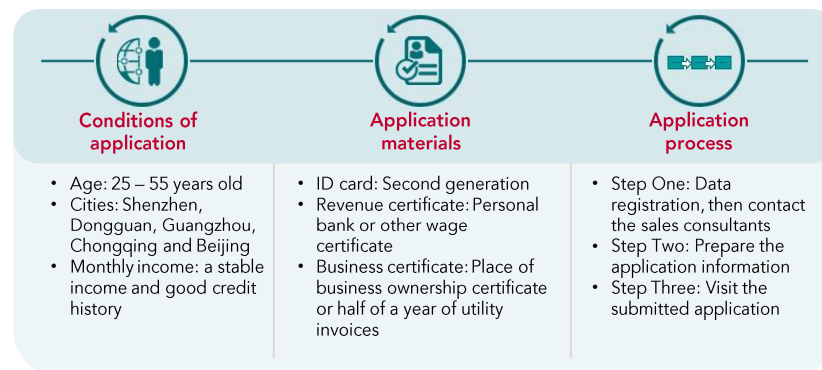 Conditions of
application
• Age: 25 – 55 years old
• Cities: Shenzhen,
Dongguan, Guangzhou,
Chongqing and Beijing
• Monthly income: a stable
income and good credit
history
Application
materials
• ID card: Second generation
• Revenue certificate: Personal
bank or other wage
certificate
• Business certificate: Place of
business ownership certificate
or half of a year of utility
invoices
Application
process
• Step One: Data
registration, then contact
the sales consultants
• Step Two: Prepare the
application information
• Step Three: Visit the
submitted application